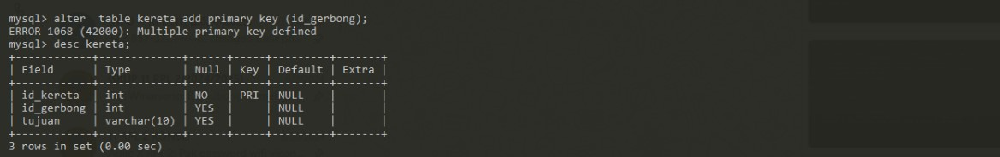 mysql> alter  table kereta add primary key (id_gerbong);
ERROR 1068 (42000): Multiple primary key defined
mysql> desc kereta;
+------------+-------------+------+-----+---------+-------+
| Field      | Type        | Null | Key | Default | Extra |
+------------+-------------+------+-----+---------+-------+
| id_kereta  | int         | NO   | PRI | NULL    |       |
| id_gerbong | int         | YES  |     | NULL    |       |
| tujuan     | varchar(10) | YES  |     | NULL    |       |
+------------+-------------+------+-----+---------+-------+
3 rows in set (0.00 sec)